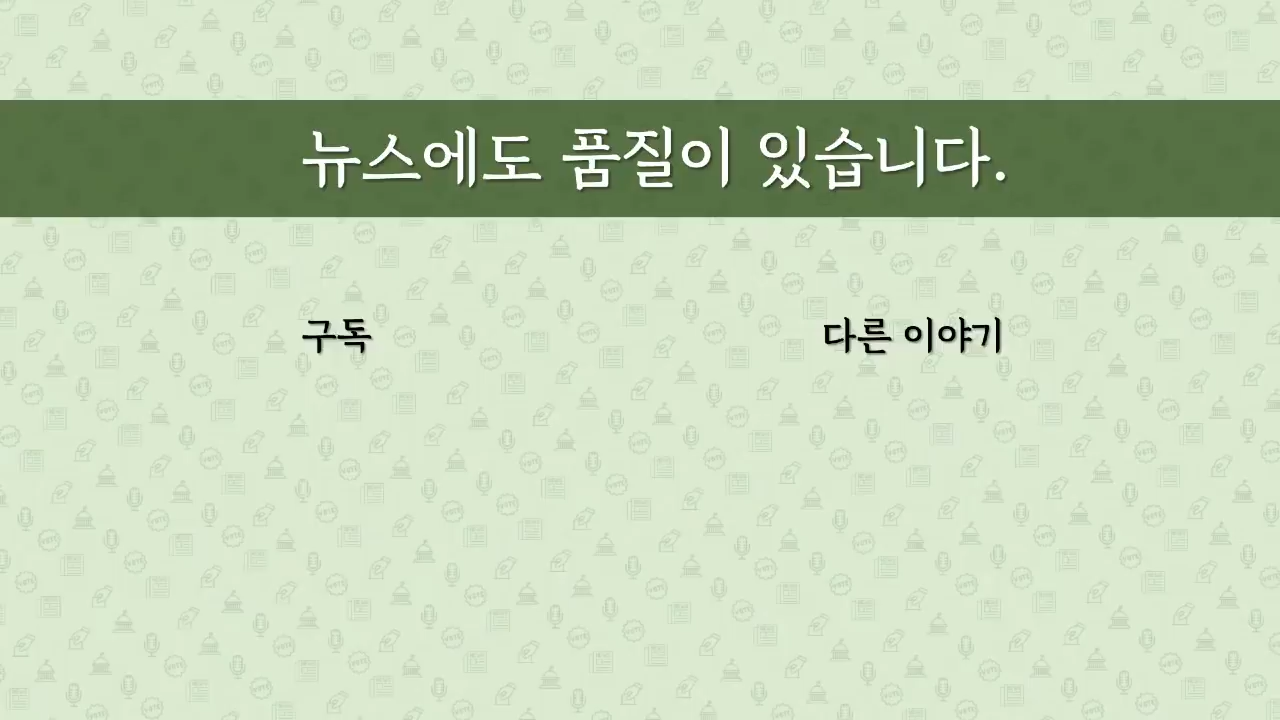 뉴스에도 품질이 있습니다.
구독
다른 이야기